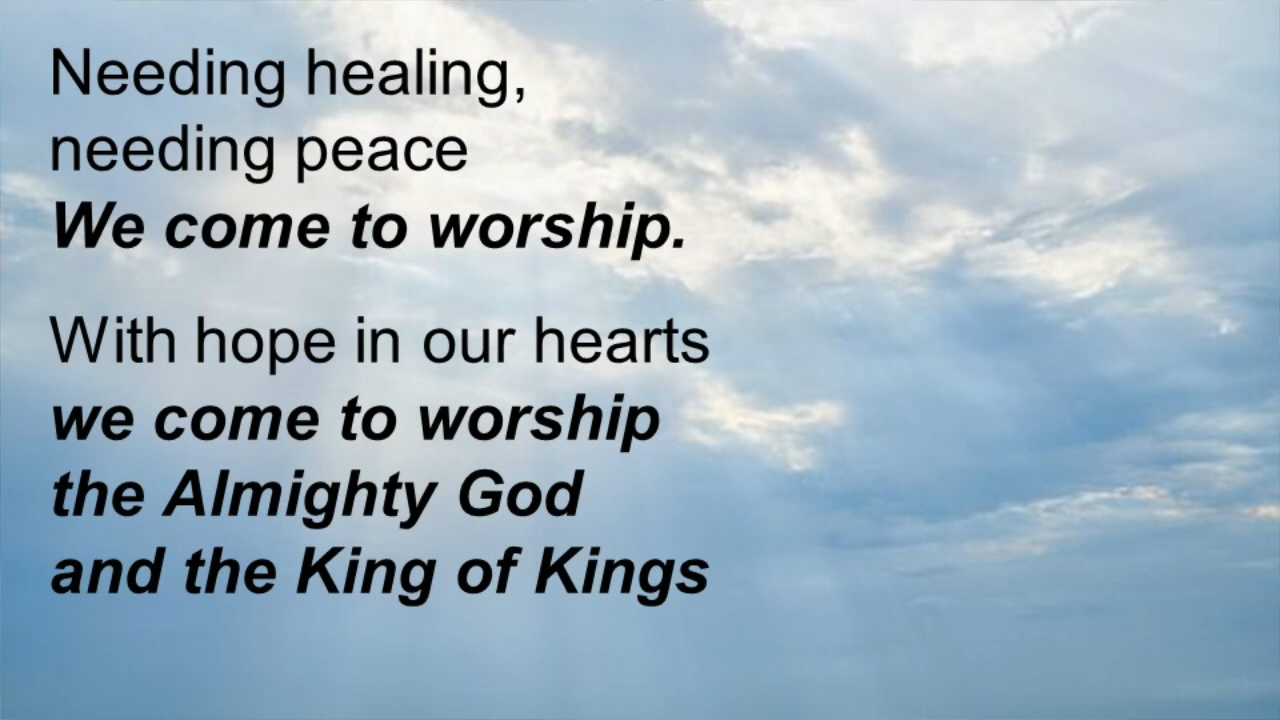 Needing healing,
needing peace
We come to worship.
With hope in our hearts
we come to worship
the Almighty God
and the King of Kings